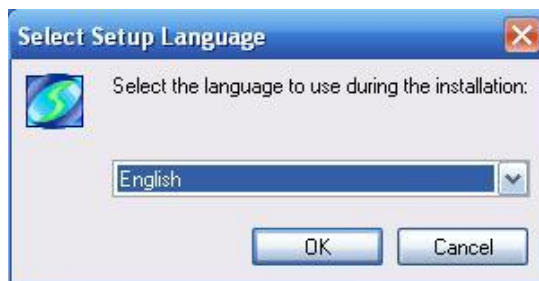 Select Setup Language
Select the language to use during the installation:
English
OK
Cancel